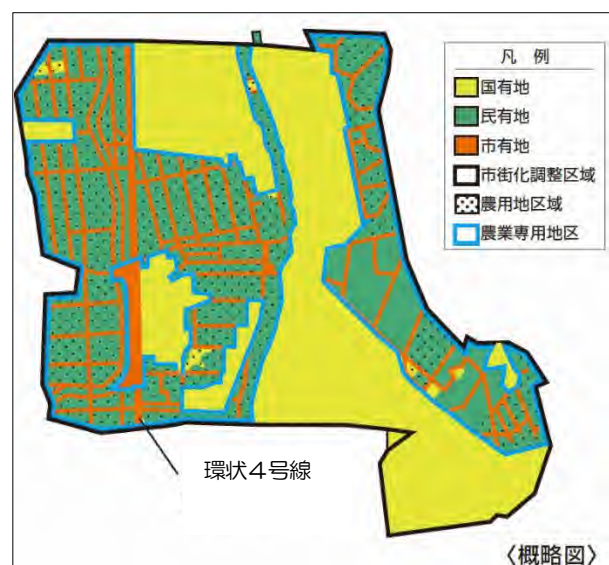 凡 例
国有地
民有地
市有地
市街化調整区域
農用地区域
農業専用地区
環状4号線
〈概略図〉